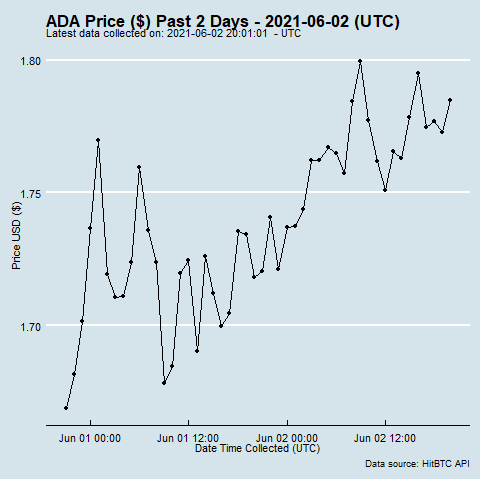 ADA Price ($) Past 2 Days - 2021-06-02 (UTC)
Latest data collected on: 2021-06-02 20:01:01 - UTC
1.80
1.75
1.70
Price USD ($)
Jun 01 00:00 Jun 01 12:00 Jun 02 00:00 Jun 02 12:00
Date Time Collected (UTC)
Data source: HitBTC API